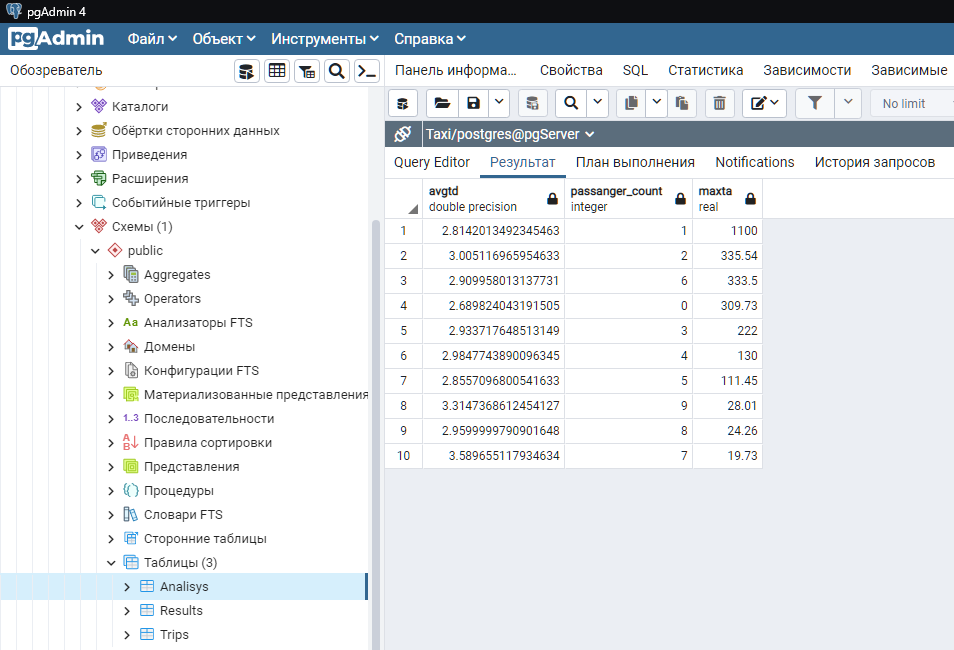 pgAdmin 4
pgAdmin Файл Объект Инструменты Справка
Обозреватель
Каталоги
Обёртки сторонних данных
Приведения
Расширения
Событийные триггеры
Схемы (1)
public
Aggregates
Operators
Aa Анализаторы FTS
Домены
Конфигурации FTS
Материализованные представления
1..3 Последовательности
Правила сортировки
Представления
Процедуры
Словари FTS
Сторонние таблицы
Таблицы (3)
Analisys
Results
Trips
Панель информа... Свойства SQL Статистика Зависимости Зависимые
No limit
Taxi/postgres@pgServer
Query Editor Результат План выполнения Notifications История запросов
avgtd passanger_count maxta
double precision integer real
1 2.8142013492345463 1 1100
2 3.005116965954633 2 335.54
3 2.909958013137731 6 333.5
4 2.689824043191505 0 309.73
5 2.933717648513149 3 222
6 2.9847743890096345 4 130
7 2.8557096800541633 5 111.45
8 3.3147368612454127 9 28.01
9 2.9599999790901648 8 24.26
10 3.589655117934634 7 19.73